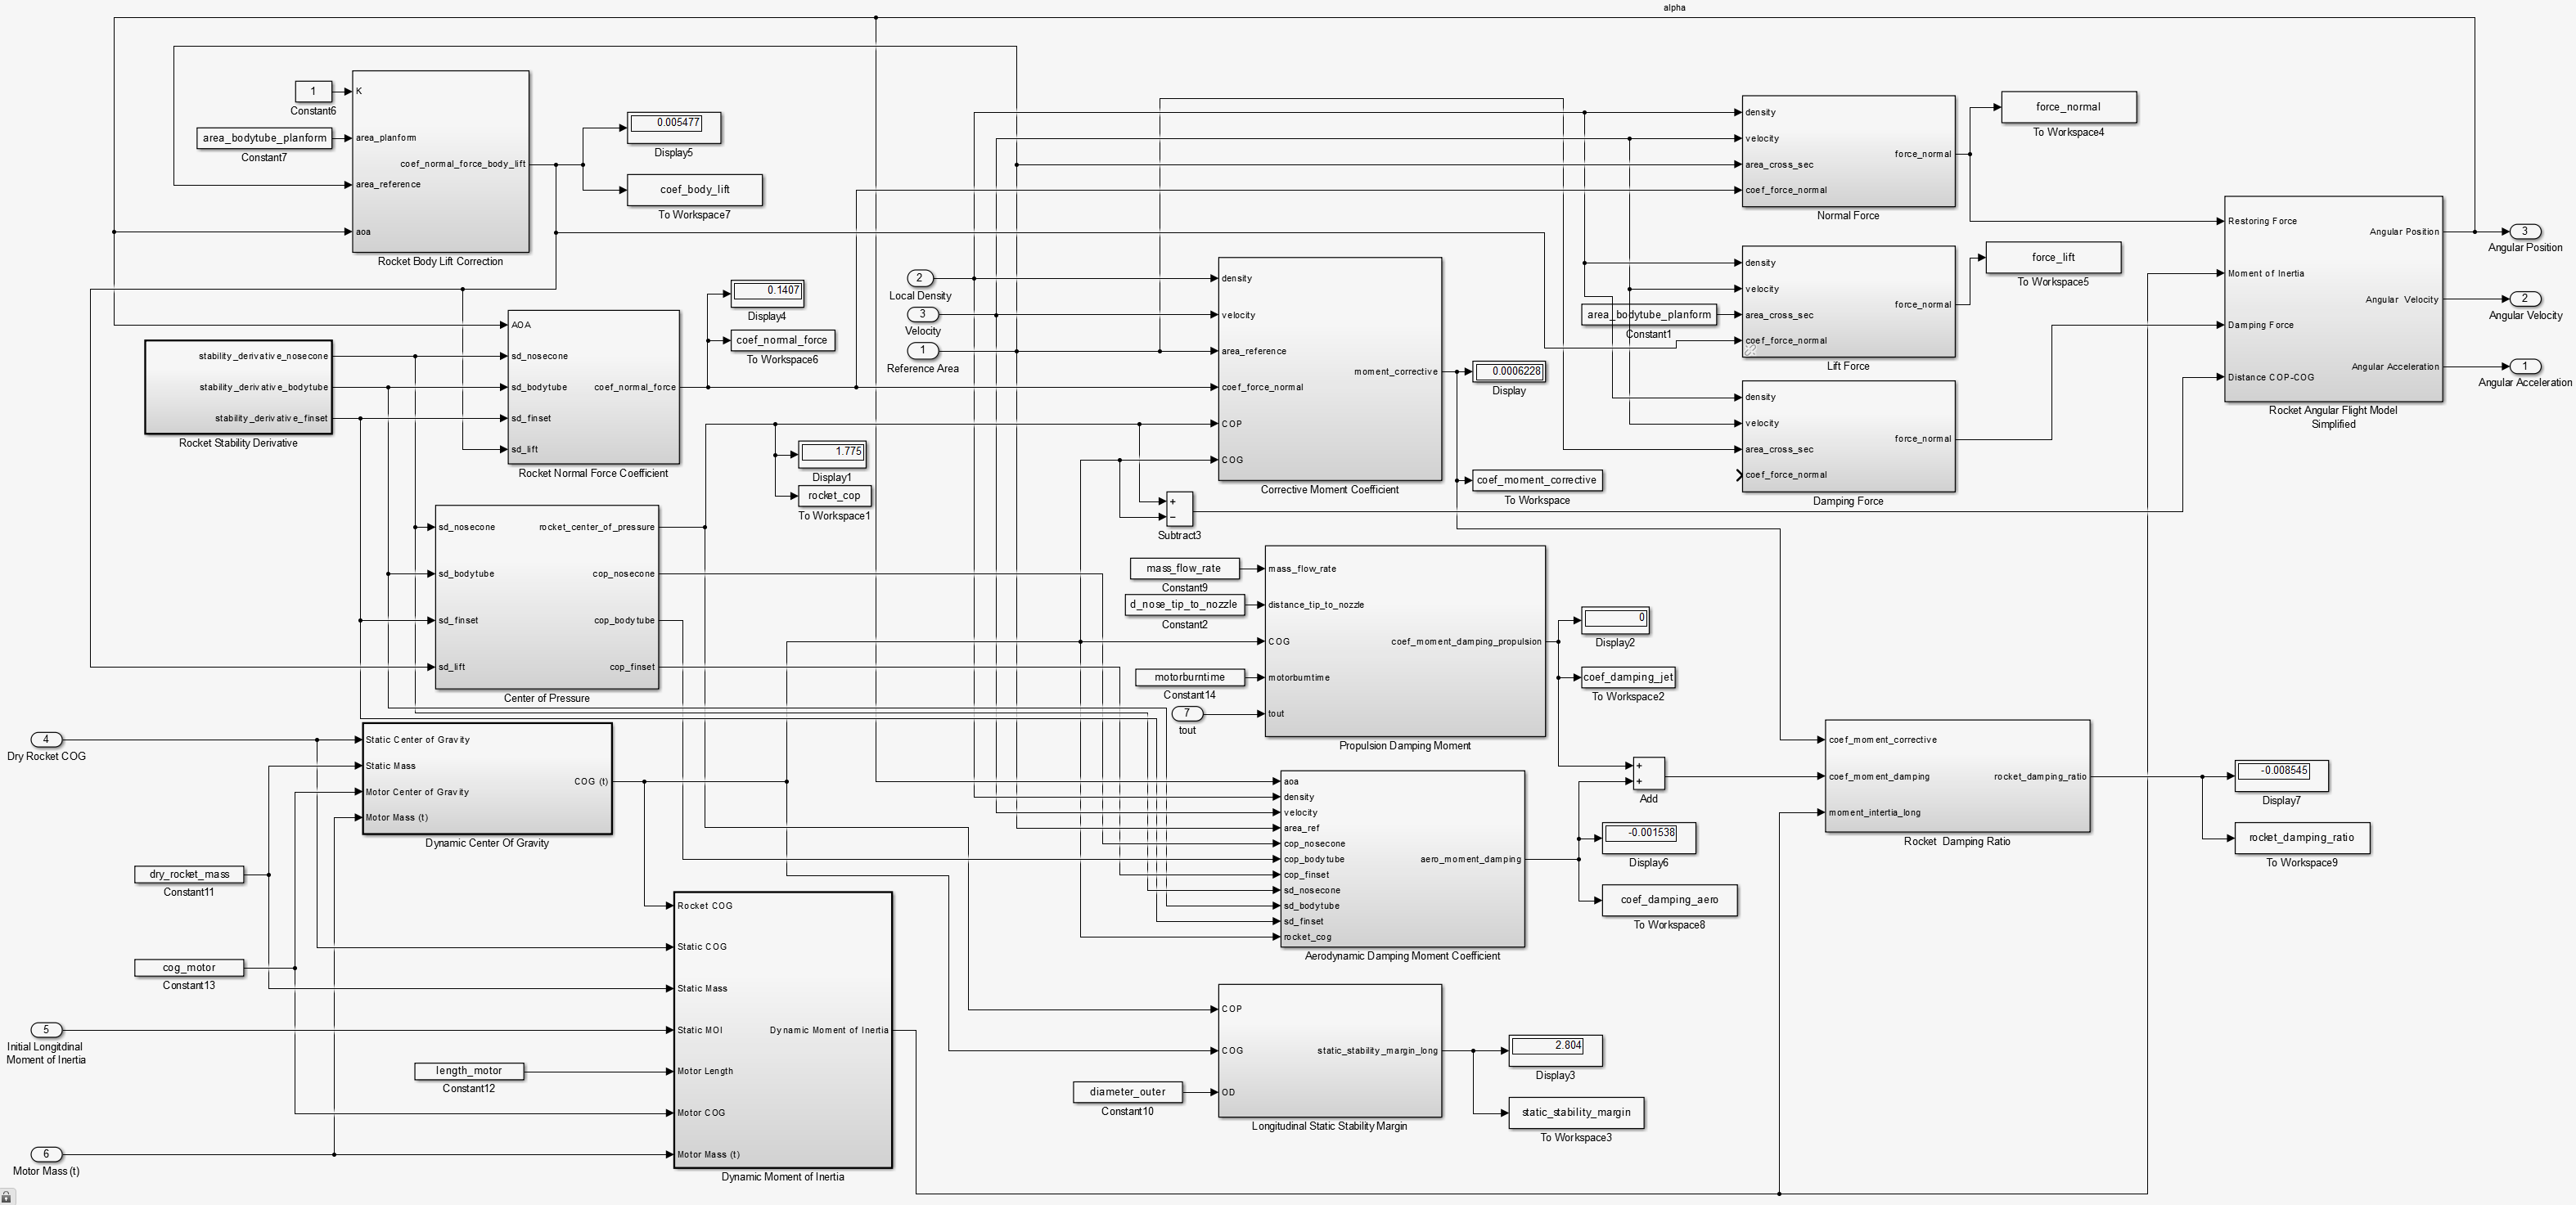 alpha
1
Constant6
area_bodytube_planform
Constant7
K
area_planform
area_reference
aoa
coef_normal_force_body_lift
Rocket Body Lift Correction
0.005477
Display5
coef_body_lift
To Workspace7
stability_derivative_nosecone
stability_derivative_bodytube
stability_derivative_finset
Rocket Stability Derivative
AOA
sd_nosecone
sd_bodytube
sd_finset
sd_lift
coef_normal_force
Rocket Normal Force Coefficient
0.1407
Display4
coef_normal_force
To Workspace6
1.775
Display1
rocket_cop
To Workspace1
sd_nosecone
sd_bodytube
sd_finset
sd_lift
rocket_center_of_pressure
cop_nosecone
cop_bodytube
cop_finset
Center of Pressure
4
Dry Rocket COG
Static Center of Gravity
Static Mass
Motor Center of Gravity
Motor Mass (t)
COG (t)
Dynamic Center Of Gravity
dry_rocket_mass
Constant11
cog_motor
Constant13
5
Initial Longitdinal
Moment of Inertia
length_motor
Constant12
6
Motor Mass (t)
Rocket COG
Static COG
Static Mass
Static MOI
Motor Length
Motor COG
Motor Mass (t)
Dynamic Moment of Inertia
Dynamic Moment of Inertia
2
Local Density
3
Velocity
1
Reference Area
density
velocity
area_reference
coef_force_normal
COP
COG
moment_corrective
Corrective Moment Coefficient
0.0006228
Display
coef_moment_corrective
To Workspace
+
−
Subtract3
mass_flow_rate
Constant9
d_nose_tip_to_nozzle
Constant2
motorburntime
Constant14
7
tout
mass_flow_rate
distance_tip_to_nozzle
COG
motorburntime
tout
coef_moment_damping_propulsion
Propulsion Damping Moment
0
Display2
coef_damping_jet
To Workspace2
aoa
density
velocity
area_ref
cop_nosecone
cop_bodytube
cop_finset
sd_nosecone
sd_bodytube
sd_finset
rocket_cog
aero_moment_damping
Aerodynamic Damping Moment Coefficient
+
+
Add
-0.001538
Display6
coef_damping_aero
To Workspace8
diameter_outer
Constant10
COP
COG
OD
static_stability_margin_long
Longitudinal Static Stability Margin
2.804
Display3
static_stability_margin
To Workspace3
density
velocity
area_cross_sec
coef_force_normal
force_normal
Normal Force
force_normal
To Workspace4
area_bodytube_planform
Constant1
density
velocity
area_cross_sec
coef_force_normal
force_normal
Lift Force
force_lift
To Workspace5
density
velocity
area_cross_sec
coef_force_normal
force_normal
Damping Force
Restoring Force
Moment of Inertia
Damping Force
Distance COP-COG
Angular Position
Angular Velocity
Angular Acceleration
Rocket Angular Flight Model
Simplified
3
Angular Position
2
Angular Velocity
1
Angular Acceleration
coef_moment_corrective
coef_moment_damping
moment_intertia_long
rocket_damping_ratio
Rocket Damping Ratio
-0.008545
Display7
rocket_damping_ratio
To Workspace9